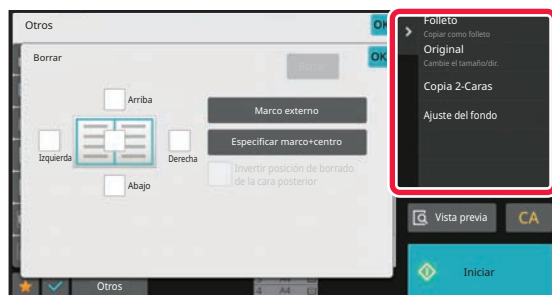 Otros
OK
Borrar
OK
Borrar
Arriba
Izquierda
Derecha
Abajo
Marco externo
Especificar marco+centro
Invertir posición de borrado
de la cara posterior
Folleto
Copiar como folleto
Original
Cambie el tamaño/dir.
Copia 2-Caras
Ajuste del fondo
Vista previa
CA
Iniciar
Otros
A4
4 A4